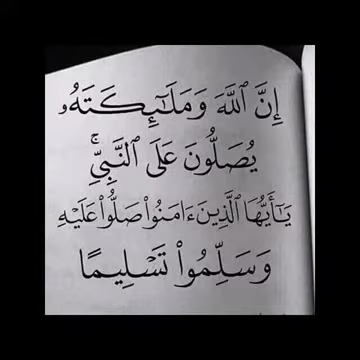 إِنَّ ٱللَّهَ وَمَلَـٰٓئِكَتَهُۥ
يُصَلُّونَ عَلَى ٱلنَّبِىِّۚ
يَـٰٓأَيُّهَا ٱلَّذِينَ ءَامَنُوا۟ صَلُّوا۟ عَلَيْهِ
وَسَلِّمُوا۟ تَسْلِيمًا